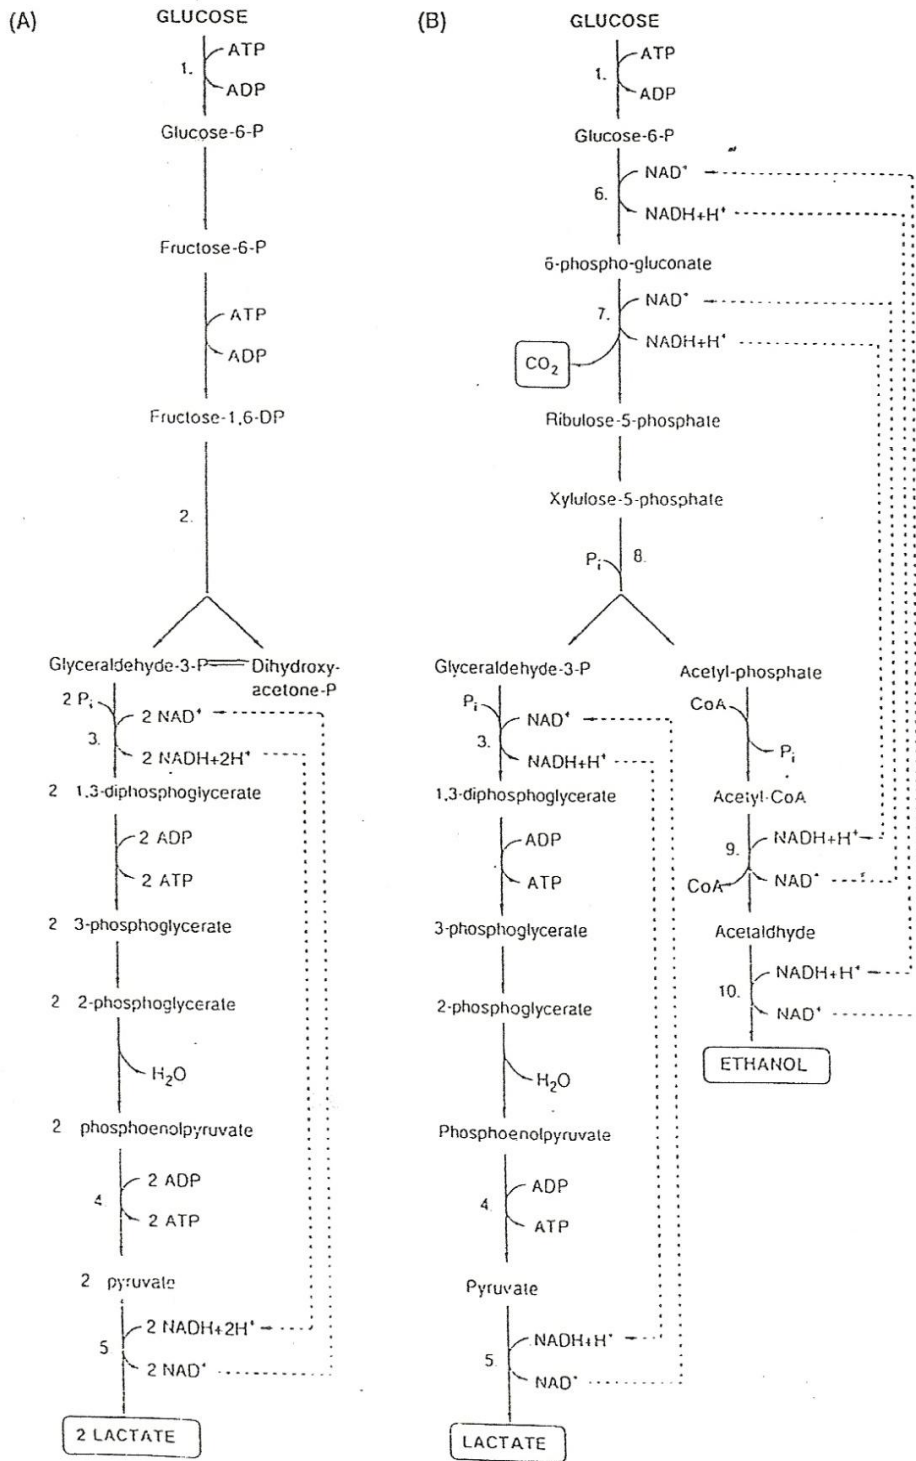 (A)
GLUCOSE
1.
ATP
ADP
Glucose-6-P
Fructose-6-P
ATP
ADP
Fructose-1,6-DP
2.
Glyceraldehyde-3-P
Dihydroxy-
acetone-P
2 Pi
2 NAD+
3.
2 NADH+2H+
2 1,3-diphosphoglycerate
2 ADP
2 ATP
2 3-phosphoglycerate
2 2-phosphoglycerate
H2O
2 phosphoenolpyruvate
2 ADP
4.
2 ATP
2 pyruvate
2 NADH+2H+
5.
2 NAD+
2 LACTATE
(B)
GLUCOSE
ATP
1.
ADP
Glucose-6-P
NAD+
6.
NADH+H+
6-phospho-gluconate
NAD+
7.
NADH+H+
CO2
Ribulose-5-phosphate
Xylulose-5-phosphate
Pi
8.
Glyceraldehyde-3-P
Pi
NAD+
3.
NADH+H+
1,3-diphosphoglycerate
ADP
ATP
3-phosphoglycerate
2-phosphoglycerate
H2O
Phosphoenolpyruvate
ADP
4.
ATP
Pyruvate
NADH+H+
5.
NAD+
LACTATE
Acetyl-phosphate
CoA
Pi
Acetyl-CoA
9.
NADH+H+
CoA
NAD+
Acetaldhyde
NADH+H+
10.
NAD+
ETHANOL